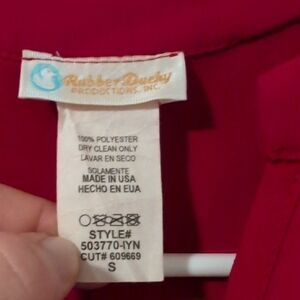 Rubber Ducky
PRODUCTIONS, INC.
100% POLYESTER
DRY CLEAN ONLY
LAVAR EN SECO
SOLAMENTE
MADE IN USA
HECHO EN EUA
STYLE#
503770-IYN
CUT# 609669
S